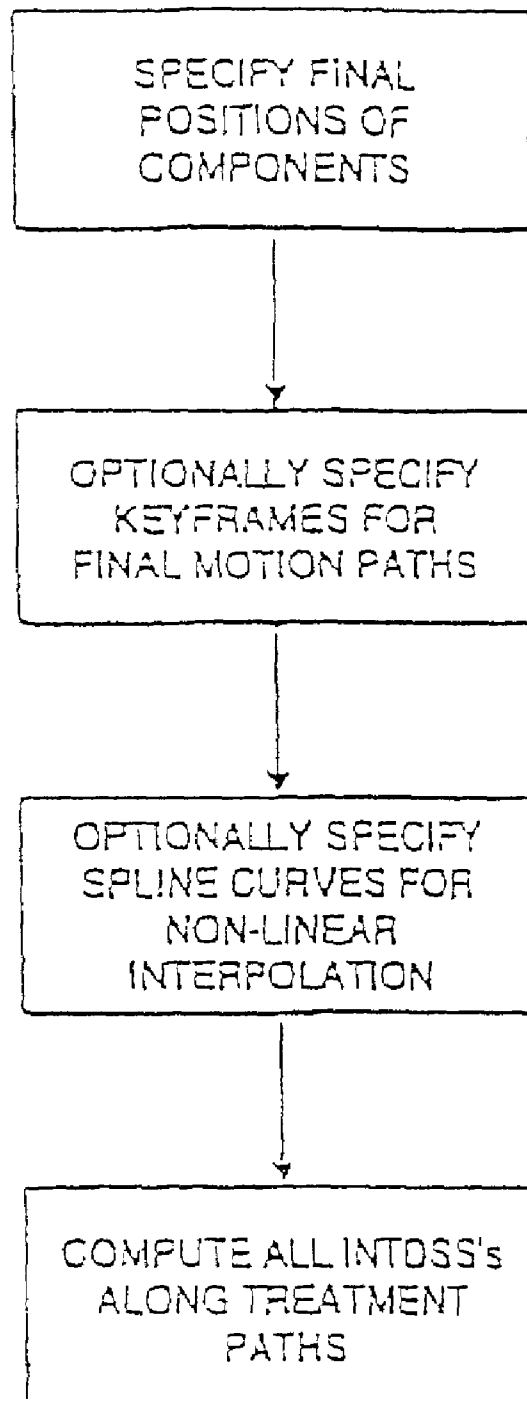 SPECIFY FINAL
POSITIONS OF
COMPONENTS
OPTIONALLY SPECIFY
KEYFRAMES FOR
FINAL MOTION PATHS
OPTIONALLY SPECIFY
SPLINE CURVES FOR
NON-LINEAR
INTERPOLATION
COMPUTE ALL INTDSS's
ALONG TREATMENT
PATHS